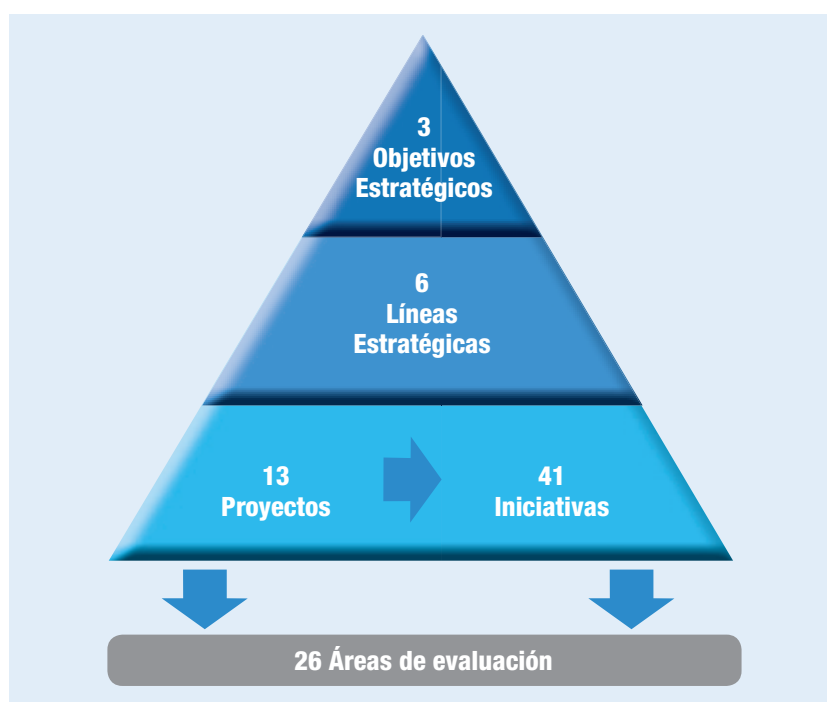 3
Objetivos
Estratégicos
6
Líneas
Estratégicas
13
Proyectos
41
Iniciativas
26 Áreas de evaluación